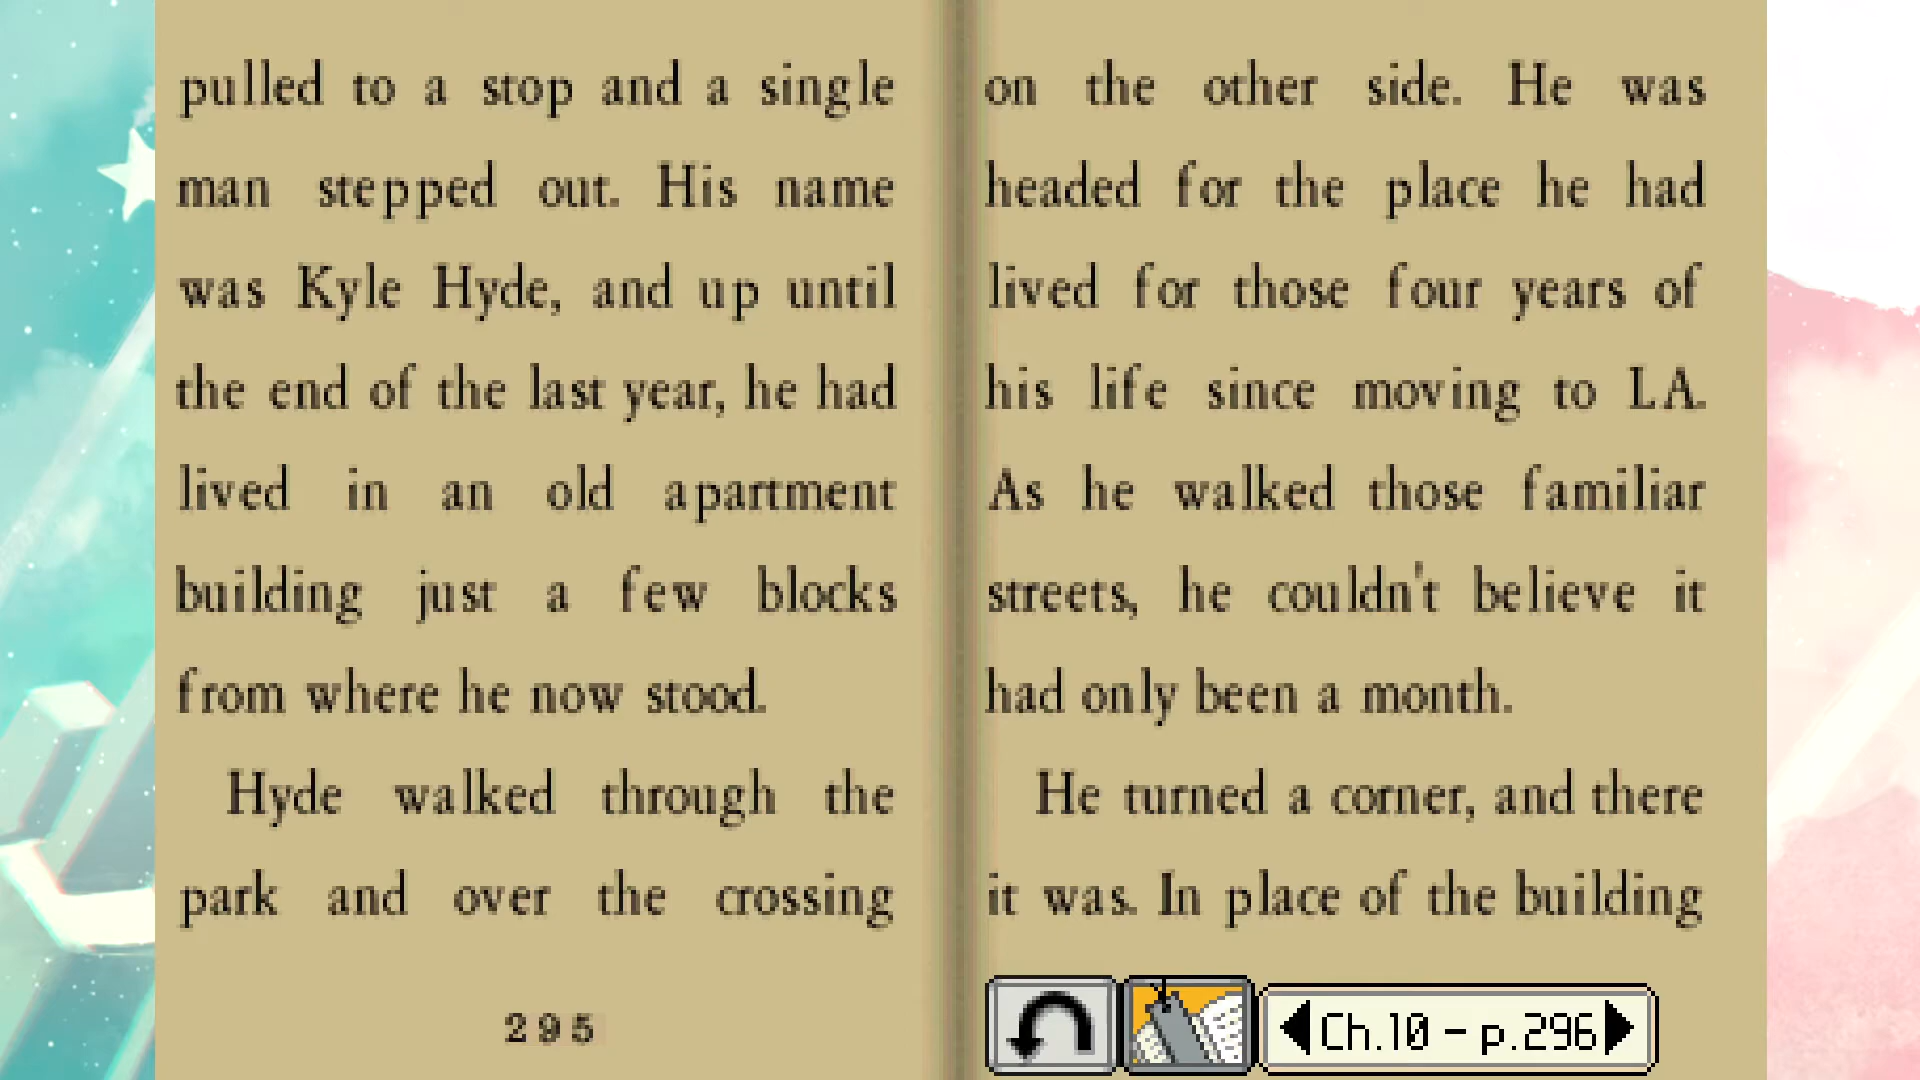 pulled to a stop and a single
man stepped out. His name
was Kyle Hyde, and up until
the end of the last year, he had
lived in an old apartment
building just a few blocks
from where he now stood.
Hyde walked through the
park and over the crossing
295
on the other side. He was
headed for the place he had
lived for those four years of
his life since moving to LA.
As he walked those familiar
streets, he couldn't believe it
had only been a month.
He turned a corner, and there
it was. In place of the building
Ch.10 - p.296